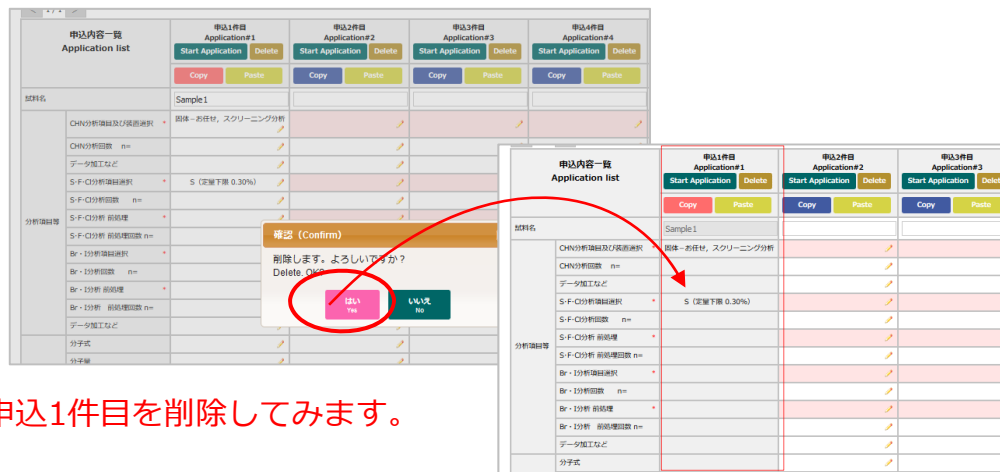 1 / 1
申込内容一覧
Application list
申込1件目
Application#1
Start Application Delete
Copy Paste
申込2件目
Application#2
Start Application Delete
Copy Paste
申込3件目
Application#3
Start Application Delete
Copy Paste
申込4件目
Application#4
Start Application Delete
Copy Paste
試料名
Sample1
分析項目等
CHN分析項目及び装置選択 *
固体－お任せ，スクリーニング分析
CHN分析回数 n=
データ加工など
S・F・Cl分析項目選択 *
S（定量下限 0.30%）
S・F・Cl分析回数 n=
S・F・Cl分析 前処理 *
S・F・Cl分析 前処理回数 n=
Br・I分析項目選択 *
Br・I分析回数 n=
Br・I分析 前処理 *
Br・I分析 前処理回数 n=
データ加工など
分子式
分子量
確認（Confirm）
削除します。よろしいですか？
Delete. OK?
はい
Yes
いいえ
No
申込内容一覧
Application list
申込1件目
Application#1
Start Application Delete
Copy Paste
申込2件目
Application#2
Start Application Delete
Copy Paste
申込3件目
Application#3
Start Application Delete
Copy Paste
試料名
Sample1
分析項目等
CHN分析項目及び装置選択 *
固体－お任せ，スクリーニング分析
CHN分析回数 n=
データ加工など
S・F・Cl分析項目選択 *
S（定量下限 0.30%）
S・F・Cl分析回数 n=
S・F・Cl分析 前処理 *
S・F・Cl分析 前処理回数 n=
Br・I分析項目選択 *
Br・I分析回数 n=
Br・I分析 前処理 *
Br・I分析 前処理回数 n=
データ加工など
分子式
申込1件目を削除してみます。